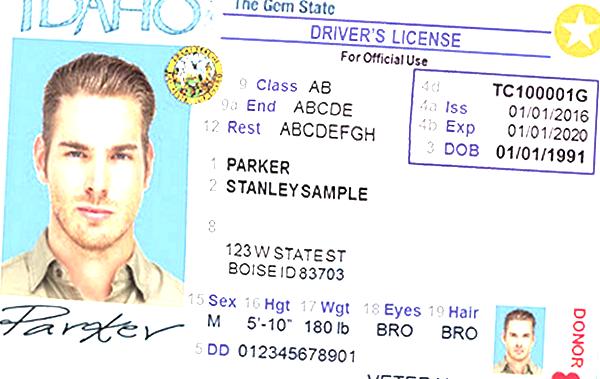 IDAHO
The Gem State
DRIVER'S LICENSE
For Official Use
9 Class AB
9a End ABCDE
12 Rest ABCDEFGH
4d TC100001G
4a Iss 01/01/2016
4b Exp 01/01/2020
3 DOB 01/01/1991
1 PARKER
2 STANLEYSAMPLE
8
123 W STATE ST
BOISE ID 83703
15 Sex 16 Hgt 17 Wgt 18 Eyes 19 Hair
M 5'-10" 180 lb BRO BRO
5 DD 012345678901
Parker
DONOR